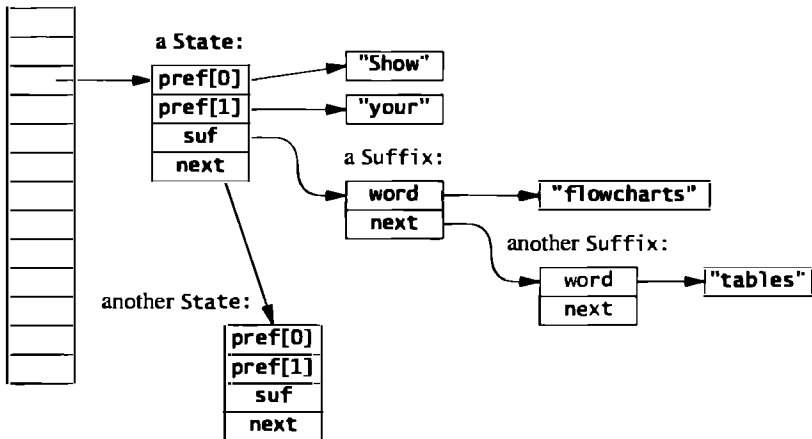 a State:
pref[0]
"Show"
pref[1]
"your"
suf
next
a Suffix:
word
"flowcharts"
next
another Suffix:
word
"tables"
next
another State:
pref[0]
pref[1]
suf
next